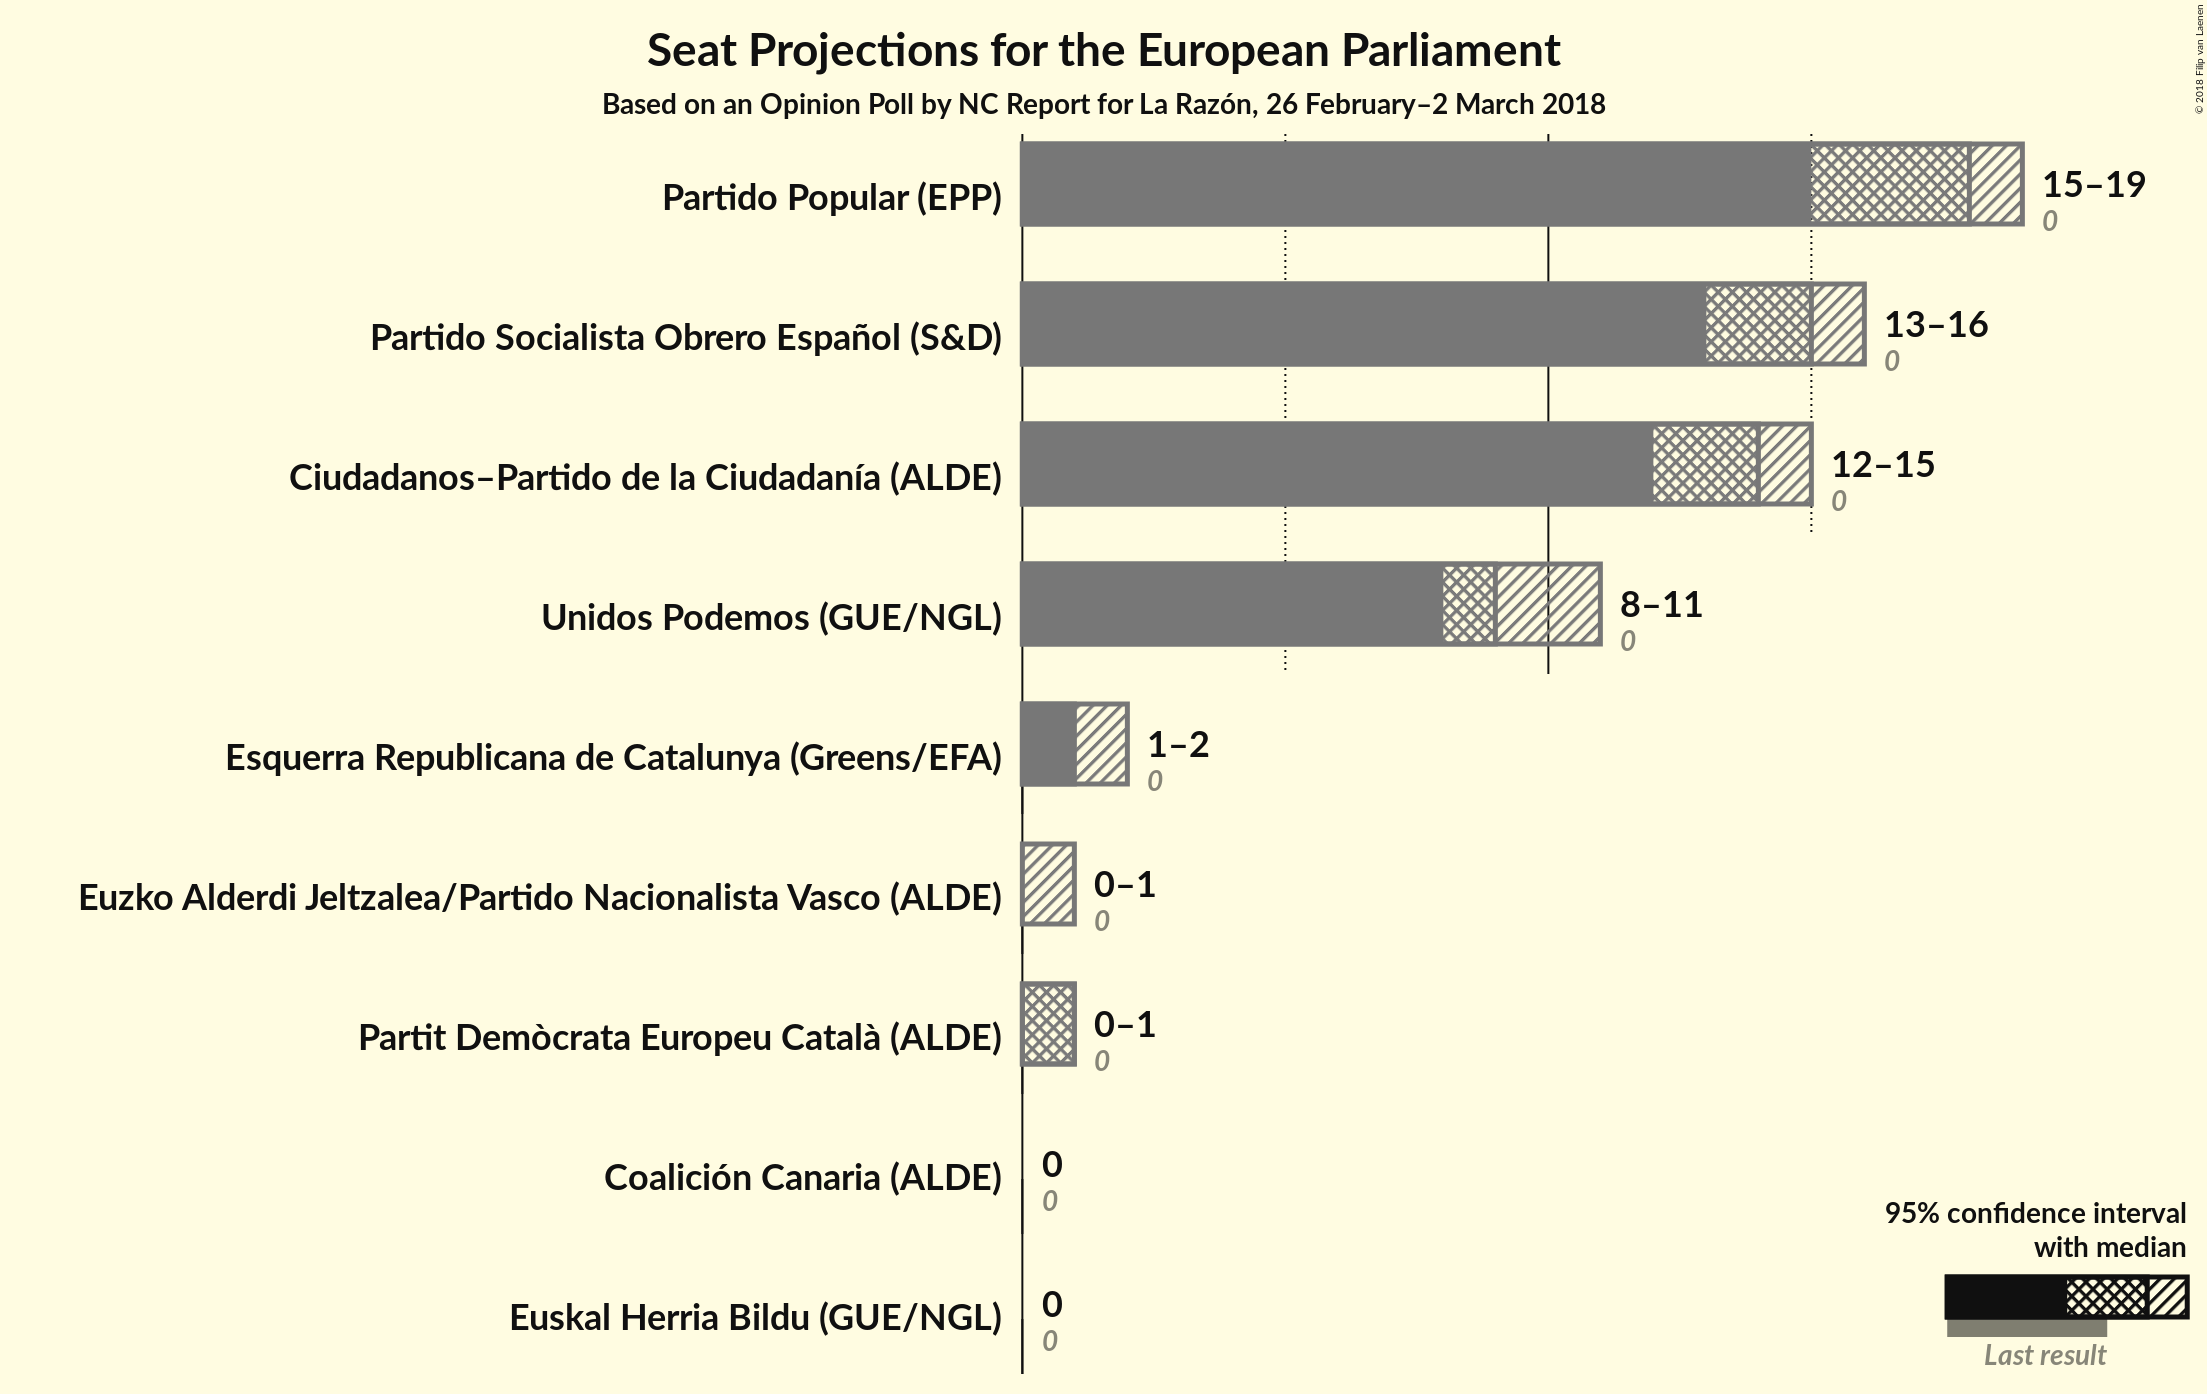 Seat Projections for the European Parliament
Based on an Opinion Poll by NC Report for La Razón, 26 February–2 March 2018
© 2018 Filip van Laenen
Partido Popular (EPP)
15–19
0
Partido Socialista Obrero Español (S&D)
13–16
0
Ciudadanos–Partido de la Ciudadanía (ALDE)
12–15
0
Unidos Podemos (GUE/NGL)
8–11
0
Esquerra Republicana de Catalunya (Greens/EFA)
1–2
0
Euzko Alderdi Jeltzalea/Partido Nacionalista Vasco (ALDE)
0–1
0
Partit Demòcrata Europeu Català (ALDE)
0–1
0
Coalición Canaria (ALDE)
0
0
Euskal Herria Bildu (GUE/NGL)
0
0
95% confidence interval
with median
Last result